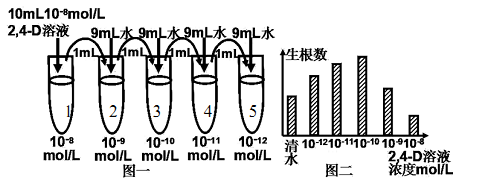 10mL10⁻⁸mol/L
2,4-D溶液
9mL水 9mL水 9mL水 9mL水
1mL 1mL 1mL 1mL
1 2 3 4 5
10⁻⁸ 10⁻⁹ 10⁻¹⁰ 10⁻¹¹ 10⁻¹²
mol/L mol/L mol/L mol/L mol/L
图一
生根数
清水 10⁻¹² 10⁻¹¹ 10⁻¹⁰ 10⁻⁹ 10⁻⁸
2,4-D溶液
浓度mol/L
图二